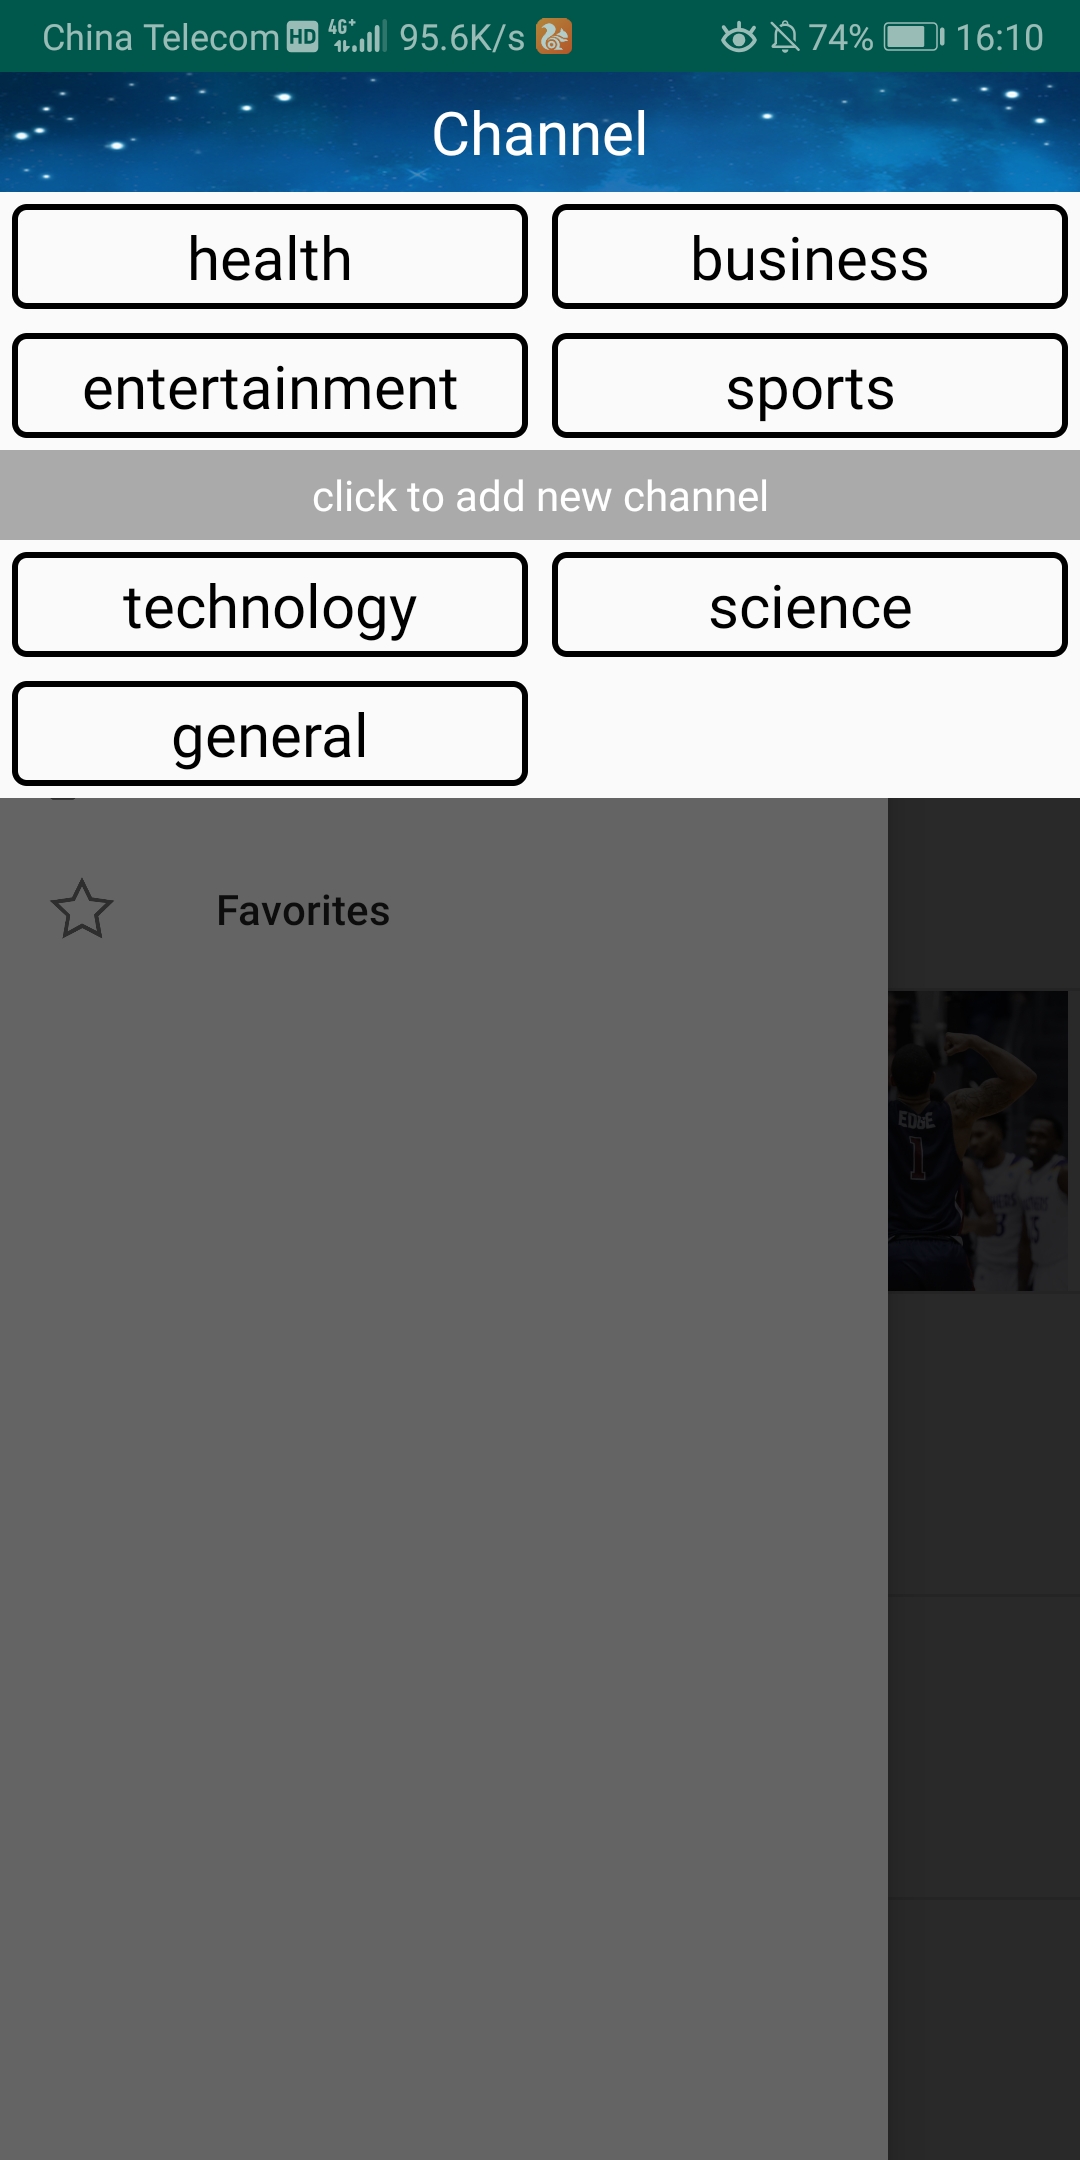 China Telecom HD 4G+ 95.6K/s 74% 16:10
Channel
health business
entertainment sports
click to add new channel
technology science
general
Favorites
EDGE
1